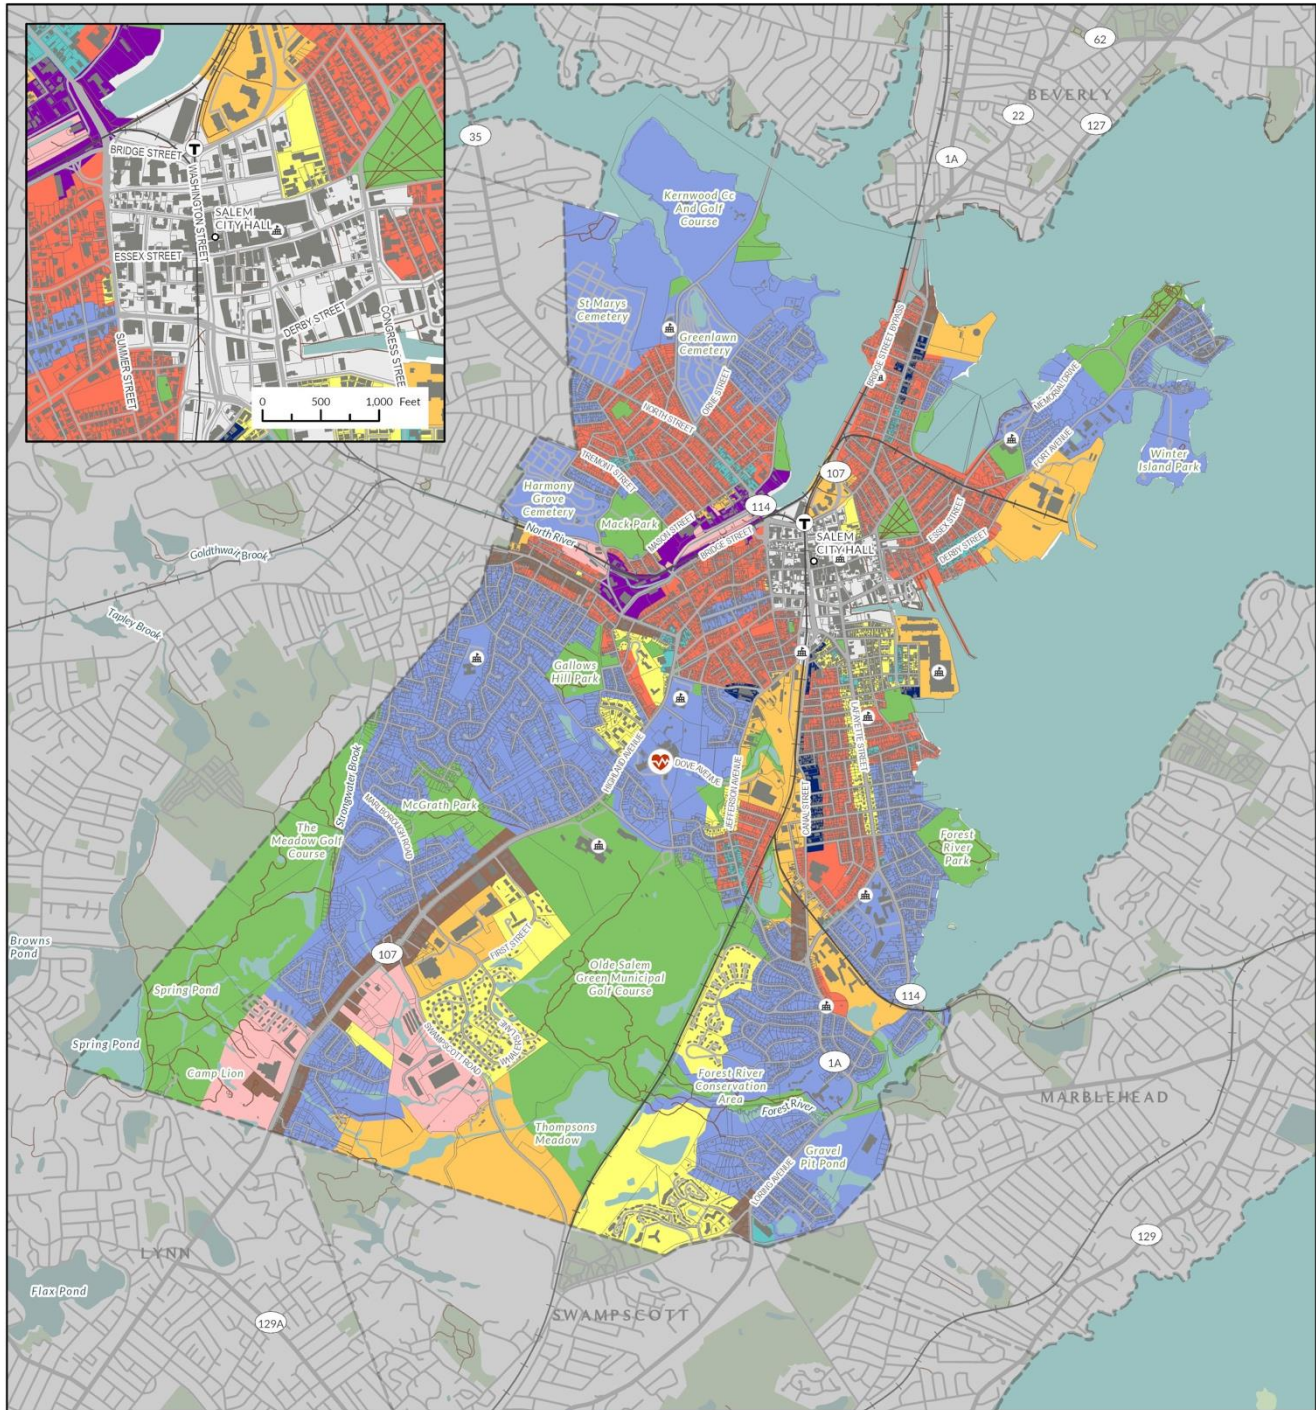 BRIDGE STREET
T
WASHINGTON STREET
SALEM
CITY HALL
ESSEX STREET
DERBY STREET
SUMMER STREET
CONGRESS STREE
0 500 1,000 Feet
62
BEVERLY
22
127
35
1A
Kernwood Cc
And Golf
Course
St Marys
Cemetery
Greenlawn
Cemetery
ORNE STREET
NORTH STREET
BRIDGE STREET BYPASS
MEMORIAL DRIVE
FORT AVENUE
Winter
Island Park
TREMONT STREET
Harmony
Grove
Cemetery
Mack Park
MASON STREET
107
114
T
BRIDGE STREET
North River
SALEM
CITY HALL
ESSEX STREET
DERBY STREET
Goldthwait Brook
Tapley Brook
Gallows
Hill Park
LAFAYETTE STREET
HIGHLAND AVENUE
DOVE AVENUE
JEFFERSON AVENUE
CANAL STREET
Strongwater Brook
MARLBOROUGH ROAD
McGrath Park
The
Meadow Golf
Course
Forest
River
Park
Browns
Pond
107
FIRST STREET
Olde Salem
Green Municipal
Golf Course
Spring Pond
114
SWAMPSCOTT ROAD
WHALERS LANE
Spring Pond
Camp Lion
1A
Forest River
Conservation
Area
Forest River
MARBLEHEAD
Thompsons
Meadow
Gravel
Pit Pond
LORING AVENUE
LYNN
129
Flax Pond
SWAMPSCOTT
129A